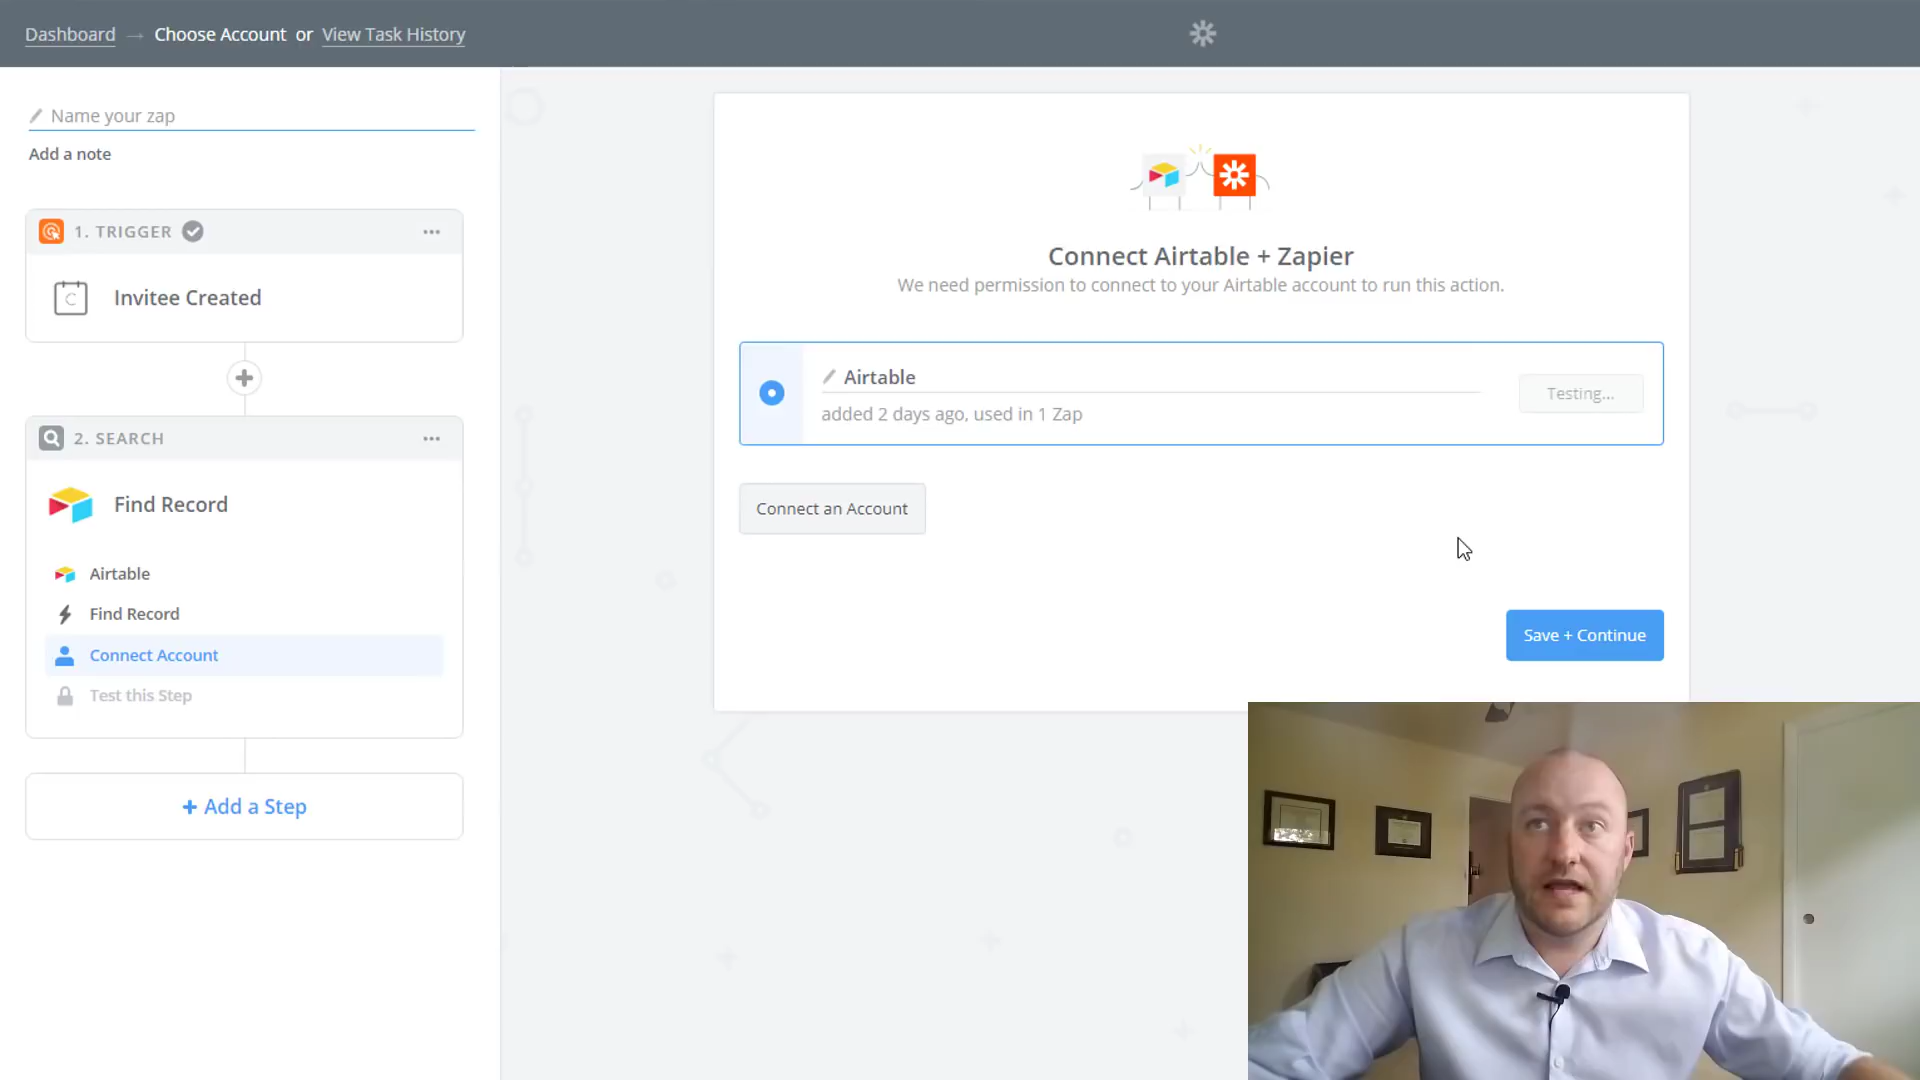 Dashboard → Choose Account or View Task History
Name your zap
Add a note
1. TRIGGER
C
Invitee Created
2. SEARCH
Find Record
Airtable
Find Record
Connect Account
Test this Step
+ Add a Step
Connect Airtable + Zapier
We need permission to connect to your Airtable account to run this action.
Airtable
added 2 days ago, used in 1 Zap
Testing...
Connect an Account
Save + Continue